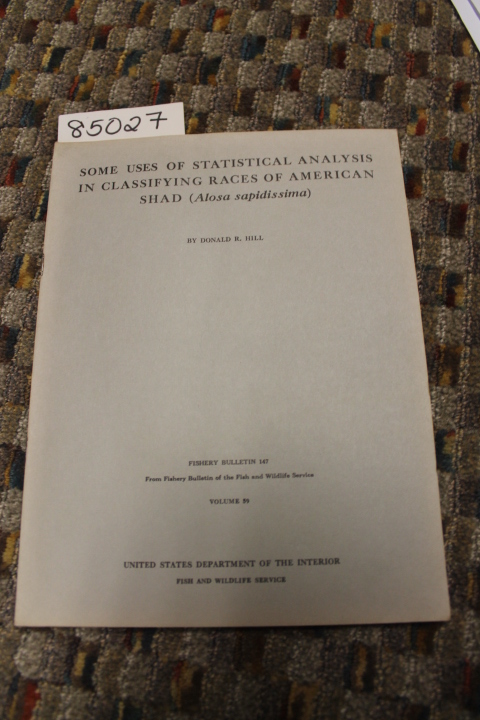 85027
SOME USES OF STATISTICAL ANALYSIS
IN CLASSIFYING RACES OF AMERICAN
SHAD (Alosa sapidissima)
BY DONALD R. HILL
FISHERY BULLETIN 147
From Fishery Bulletin of the Fish and Wildlife Service
VOLUME 59
UNITED STATES DEPARTMENT OF THE INTERIOR
FISH AND WILDLIFE SERVICE